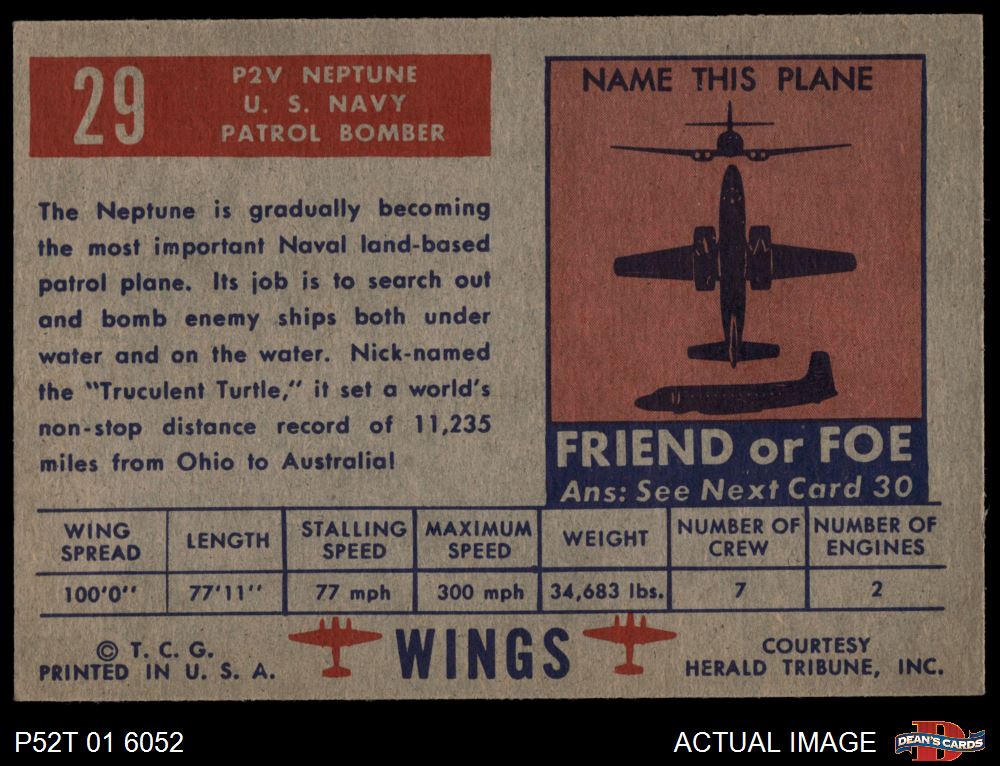 29
P2V NEPTUNE
U. S. NAVY
PATROL BOMBER
The Neptune is gradually becoming
the most important Naval land-based
patrol plane. Its job is to search out
and bomb enemy ships both under
water and on the water. Nick-named
the "Truculent Turtle," it set a world's
non-stop distance record of 11,235
miles from Ohio to Australia!
NAME THIS PLANE
FRIEND or FOE
Ans: See Next Card 30
WING SPREAD
LENGTH
STALLING SPEED
MAXIMUM SPEED
WEIGHT
NUMBER OF CREW
NUMBER OF ENGINES
100'0"
77'11"
77 mph
300 mph
34,683 lbs.
7
2
© T. C. G.
PRINTED IN U. S. A.
WINGS
COURTESY
HERALD TRIBUNE, INC.
P52T 01 6052
ACTUAL IMAGE
D
DEAN'S CARDS